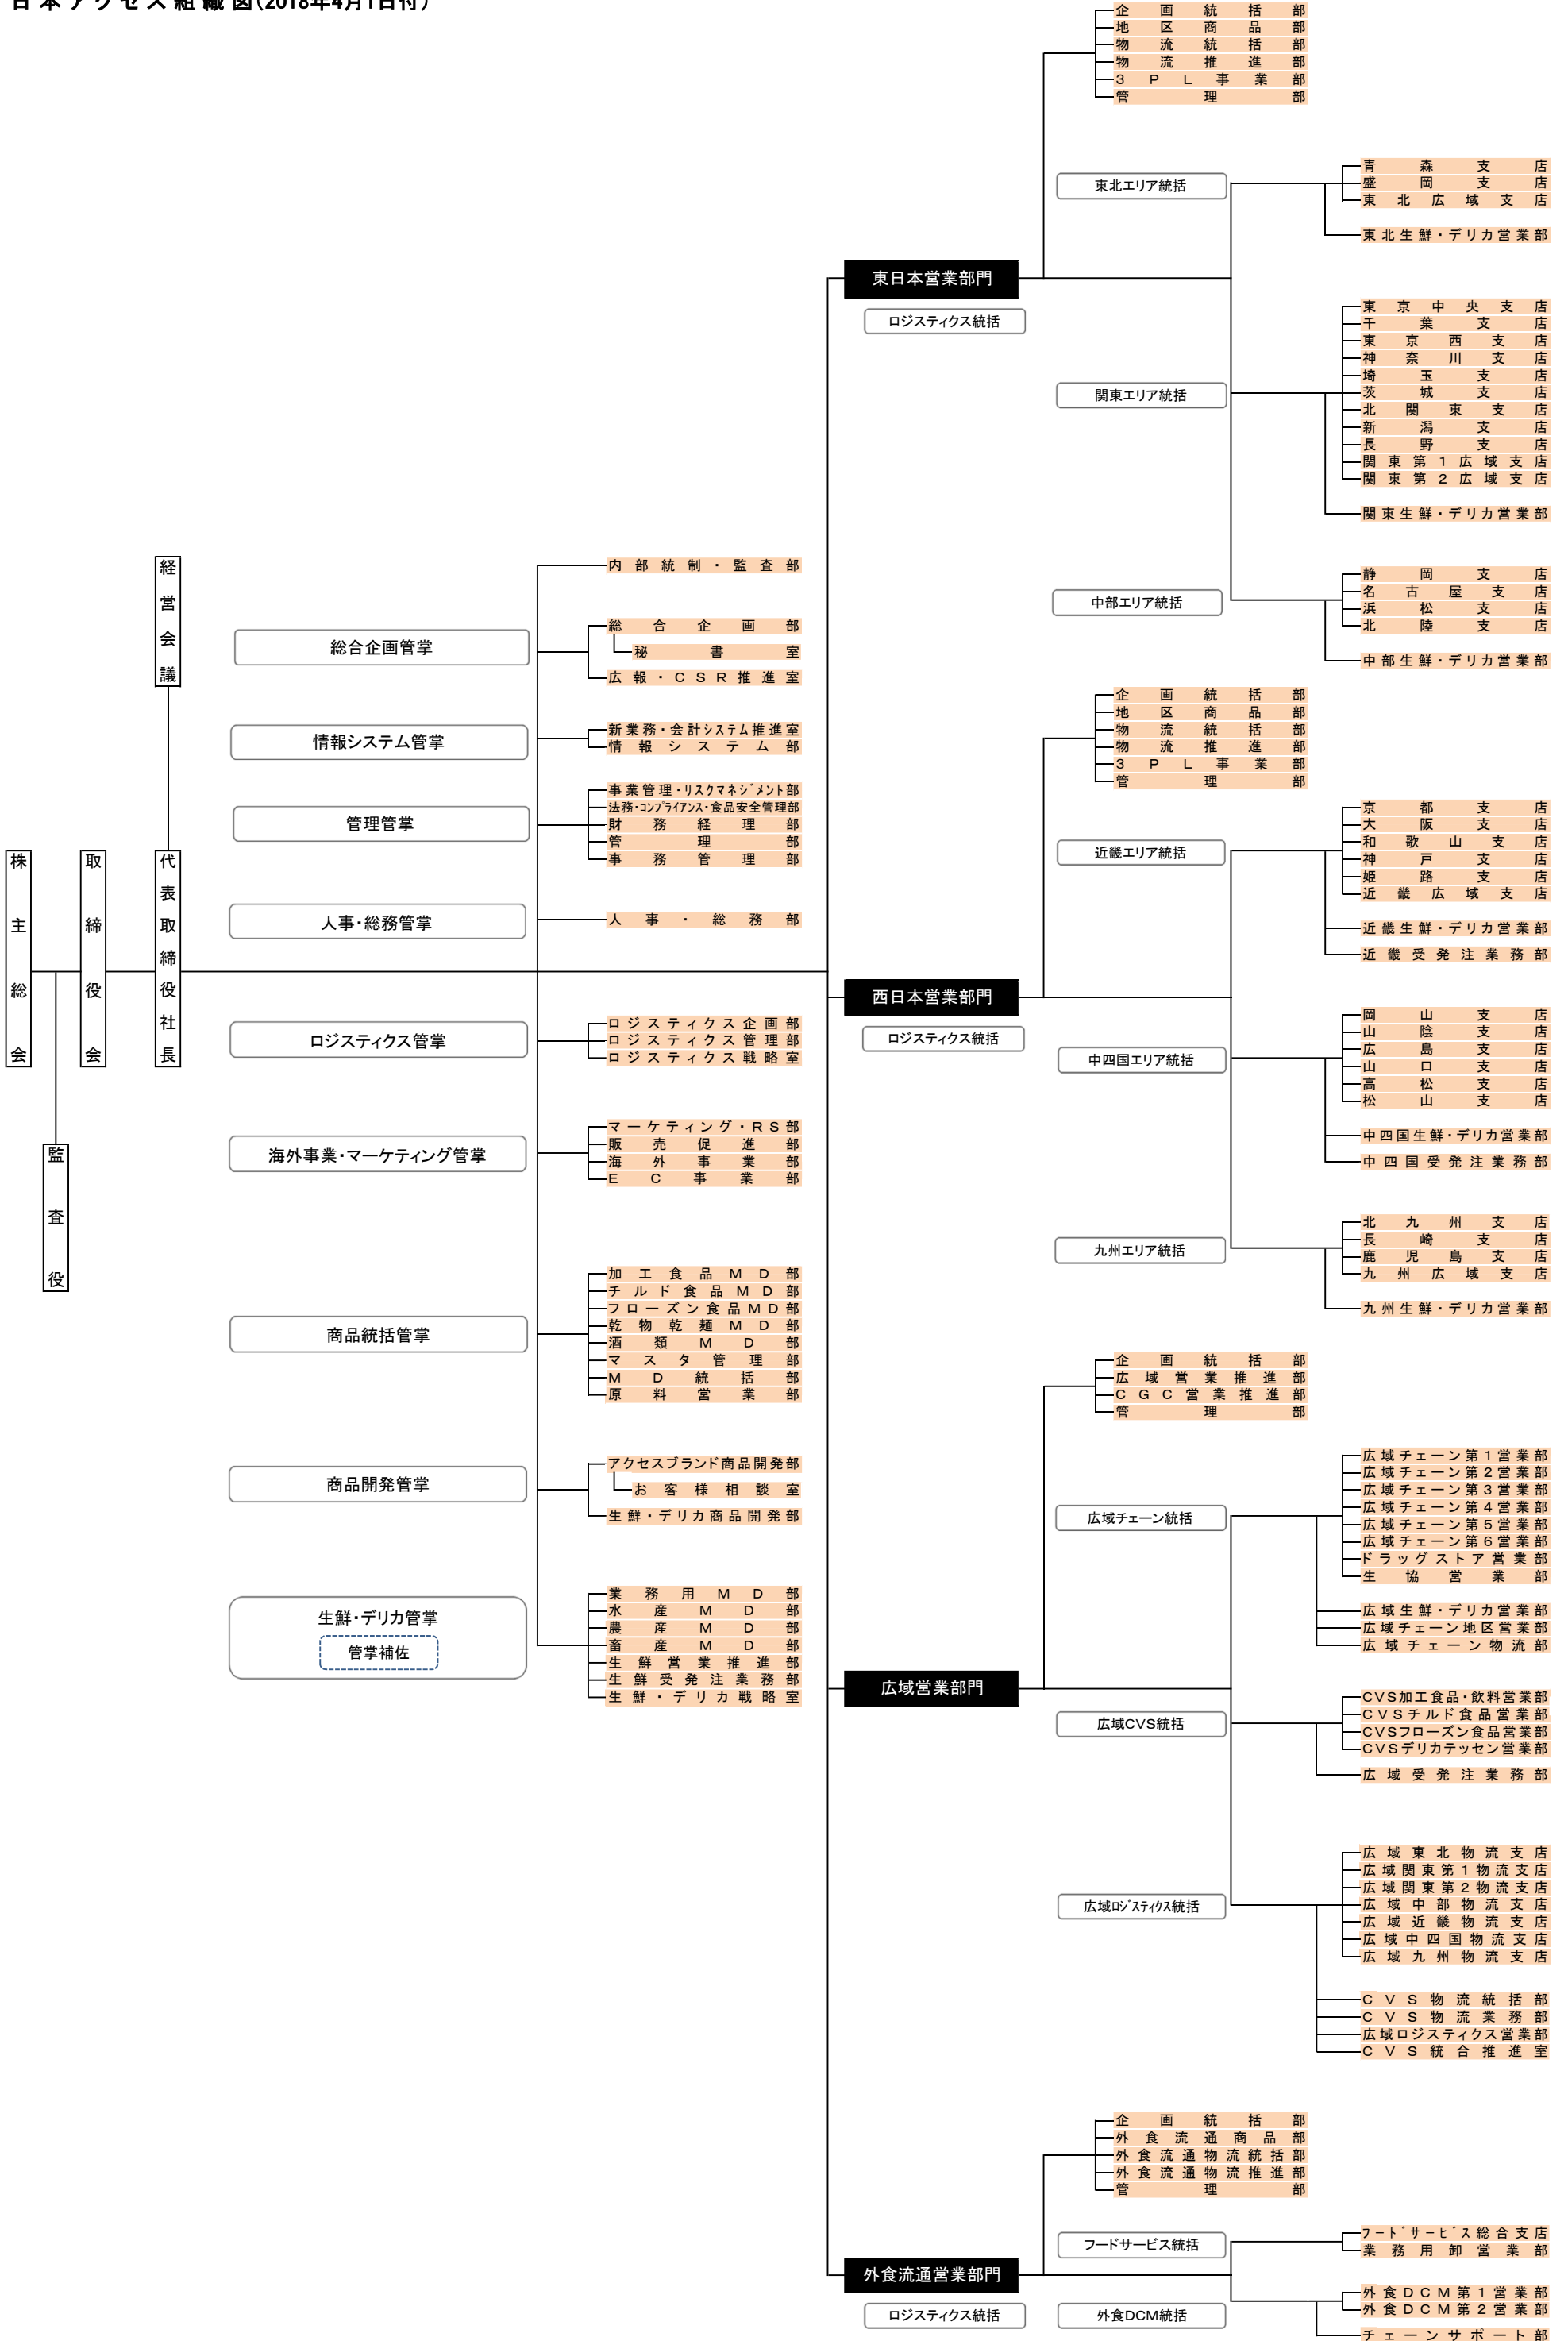 日本アクセス組織図(2018年4月1日付)
株主総会
取締役会
監査役
経営会議
代表取締役社長
内部統制・監査部
総合企画管掌
総合企画部
秘書室
広報・CSR推進室
情報システム管掌
新業務・会計システム推進室
情報システム部
管理管掌
事業管理・リスクマネジメント部
法務・コンプライアンス・食品安全管理部
財務経理部
管理部
事務管理部
人事・総務管掌
人事・総務部
ロジスティクス管掌
ロジスティクス企画部
ロジスティクス管理部
ロジスティクス戦略室
海外事業・マーケティング管掌
マーケティング・RS部
販売促進部
海外事業部
EC事業部
商品統括管掌
加工食品MD部
チルド食品MD部
フローズン食品MD部
乾物乾麺MD部
酒類MD部
マスタ管理部
MD統括部
原料営業部
商品開発管掌
アクセスブランド商品開発部
お客様相談室
生鮮・デリカ商品開発部
生鮮・デリカ管掌
管掌補佐
業務用MD部
水産MD部
農産MD部
畜産MD部
生鮮営業推進部
生鮮受発注業務部
生鮮・デリカ戦略室
東日本営業部門
ロジスティクス統括
企画統括部
地区商品部
物流統括部
物流推進部
3PL事業部
管理部
東北エリア統括
青森支店
盛岡支店
東北広域支店
東北生鮮・デリカ営業部
関東エリア統括
東京中央支店
千葉支店
東京西支店
神奈川支店
埼玉支店
茨城支店
北関東支店
新潟支店
長野支店
関東第1広域支店
関東第2広域支店
関東生鮮・デリカ営業部
中部エリア統括
静岡支店
名古屋支店
浜松支店
北陸支店
中部生鮮・デリカ営業部
西日本営業部門
ロジスティクス統括
企画統括部
地区商品部
物流統括部
物流推進部
3PL事業部
管理部
近畿エリア統括
京都支店
大阪支店
和歌山支店
神戸支店
姫路支店
近畿広域支店
近畿生鮮・デリカ営業部
近畿受発注業務部
中四国エリア統括
岡山支店
山陰支店
広島支店
山口支店
高松支店
松山支店
中四国生鮮・デリカ営業部
中四国受発注業務部
九州エリア統括
北九州支店
長崎支店
鹿児島支店
九州広域支店
九州生鮮・デリカ営業部
広域営業部門
企画統括部
広域営業推進部
CGC営業推進部
管理部
広域チェーン統括
広域チェーン第1営業部
広域チェーン第2営業部
広域チェーン第3営業部
広域チェーン第4営業部
広域チェーン第5営業部
広域チェーン第6営業部
ドラッグストア営業部
生協営業部
広域生鮮・デリカ営業部
広域チェーン地区営業部
広域チェーン物流部
広域CVS統括
CVS加工食品・飲料営業部
CVSチルド食品営業部
CVSフローズン食品営業部
CVSデリカテッセン営業部
広域受発注業務部
広域ロジスティクス統括
広域東北物流支店
広域関東第1物流支店
広域関東第2物流支店
広域中部物流支店
広域近畿物流支店
広域中四国物流支店
広域九州物流支店
CVS物流統括部
CVS物流業務部
広域ロジスティクス営業部
CVS統合推進室
外食流通営業部門
ロジスティクス統括
企画統括部
外食流通商品部
外食流通物流統括部
外食流通物流推進部
管理部
フードサービス統括
フードサービス総合支店
業務用卸営業部
外食DCM統括
外食DCM第1営業部
外食DCM第2営業部
チェーンサポート部